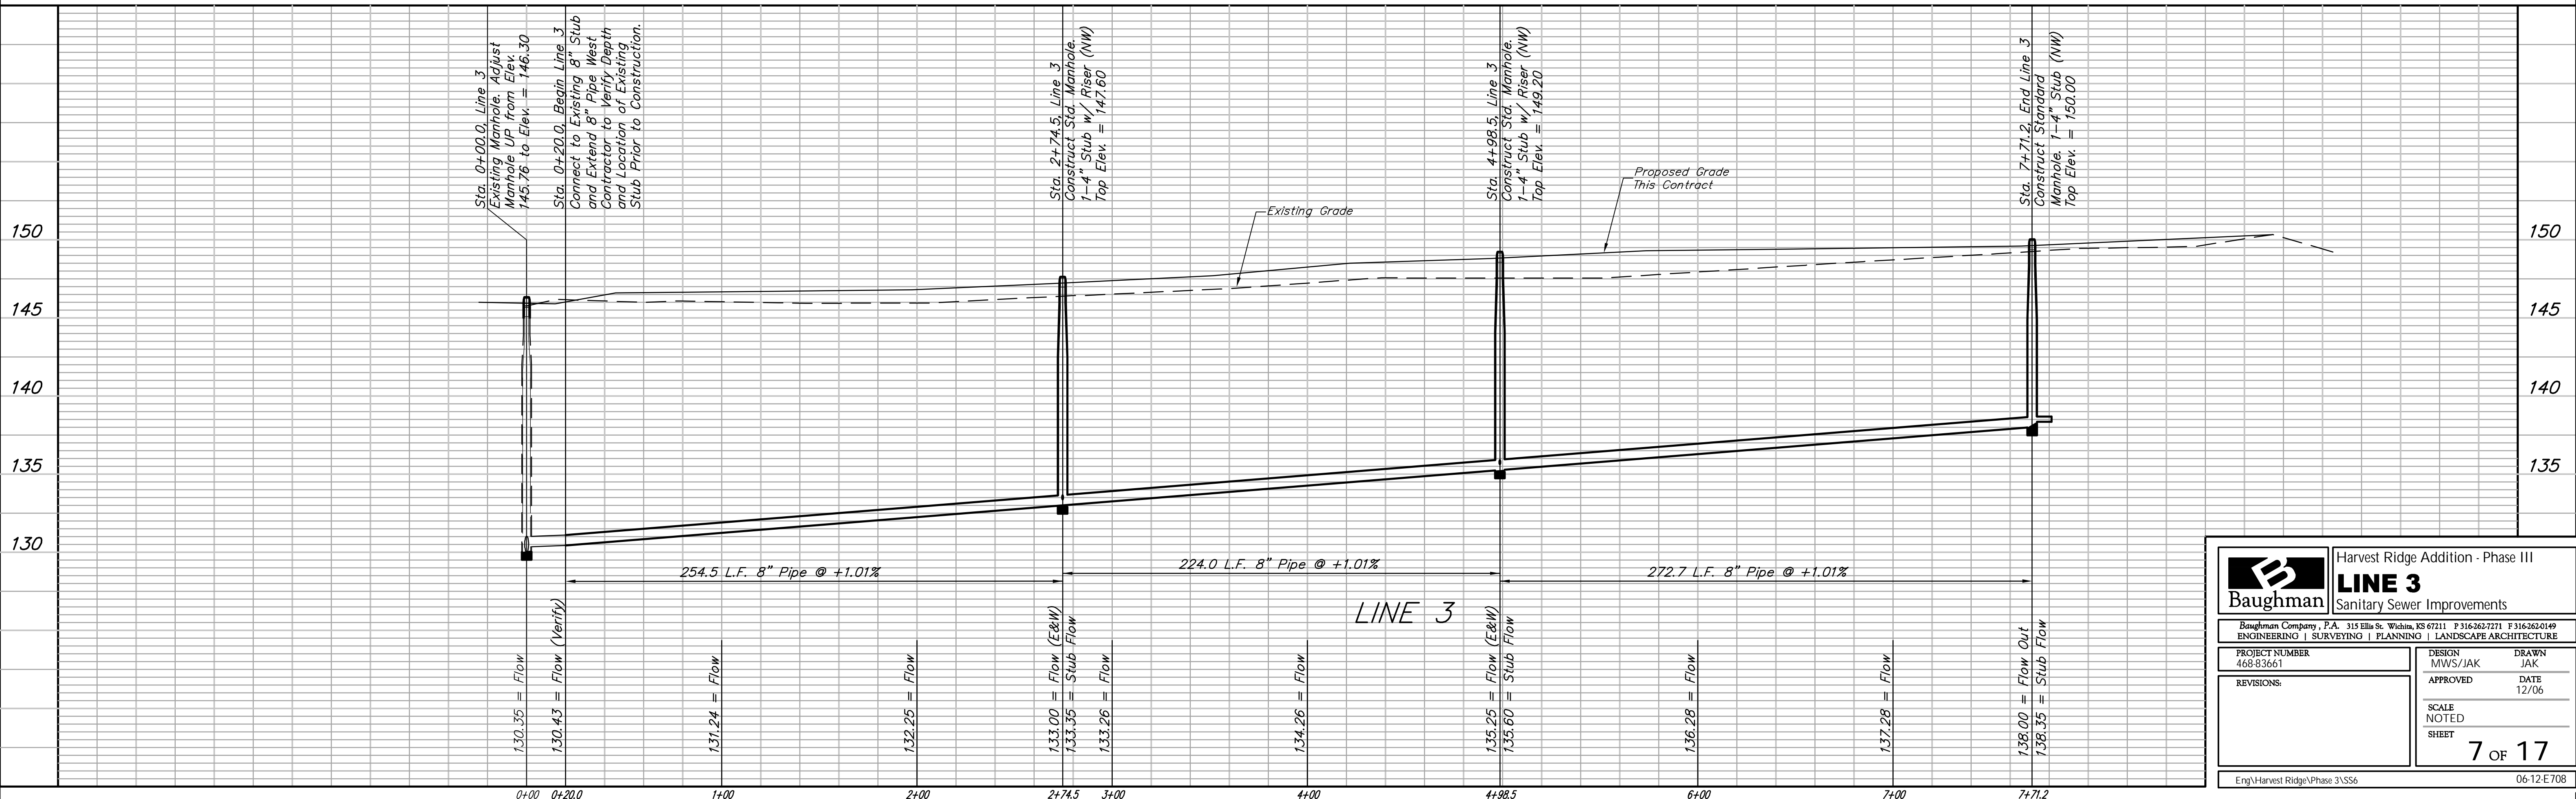 Sta. 0+00.0, Line 3
Existing Manhole. Adjust
Manhole UP from Elev.
145.76 to Elev. = 146.30
Sta. 0+20.0, Begin Line 3
Connect to Existing 8" Stub
and Extend 8" Pipe West
Contractor to Verify Depth
and Location of Existing
Stub Prior to Construction.
Sta. 2+74.5, Line 3
Construct Std. Manhole.
1-4" Stub w/ Riser (NW)
Top Elev. = 147.60
Sta. 4+98.5, Line 3
Construct Std. Manhole.
1-4" Stub w/ Riser (NW)
Top Elev. = 149.20
Sta. 7+71.2, End Line 3
Construct Standard
Manhole. 1-4" Stub (NW)
Top Elev. = 150.00
Proposed Grade
This Contract
Existing Grade
150
150
145
145
140
140
135
135
130
254.5 L.F. 8" Pipe @ +1.01%
224.0 L.F. 8" Pipe @ +1.01%
272.7 L.F. 8" Pipe @ +1.01%
LINE 3
130.35 = Flow
130.43 = Flow (Verify)
131.24 = Flow
132.25 = Flow
133.00 = Flow (E&W)
133.35 = Stub Flow
133.26 = Flow
134.26 = Flow
135.25 = Flow (E&W)
135.60 = Stub Flow
136.28 = Flow
137.28 = Flow
138.00 = Flow Out
138.35 = Stub Flow
0+00
0+20.0
1+00
2+00
2+74.5
3+00
4+00
4+98.5
6+00
7+00
7+71.2
B
Baughman
Harvest Ridge Addition - Phase III
LINE 3
Sanitary Sewer Improvements
Baughman Company, P.A. 315 Ellis St. Wichita, KS 67211 P 316-262-7271 F 316-262-0149
ENGINEERING | SURVEYING | PLANNING | LANDSCAPE ARCHITECTURE
PROJECT NUMBER
468-83661
REVISIONS:
DESIGN
MWS/JAK
DRAWN
JAK
APPROVED
DATE
12/06
SCALE
NOTED
SHEET
7 OF 17
Eng\Harvest Ridge\Phase 3\SS6
06-12-E708